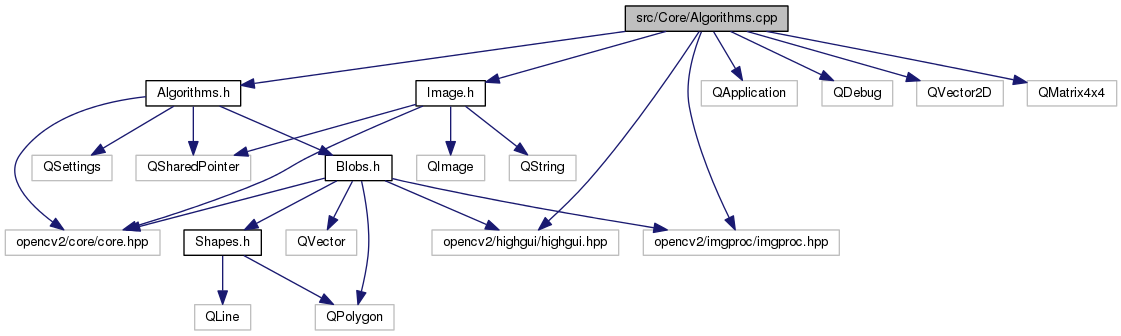 src/Core/Algorithms.cpp
Algorithms.h
Image.h
QApplication
QDebug
QVector2D
QMatrix4x4
QSettings
QSharedPointer
Blobs.h
QImage
QString
opencv2/core/core.hpp
Shapes.h
QVector
opencv2/highgui/highgui.hpp
opencv2/imgproc/imgproc.hpp
QLine
QPolygon